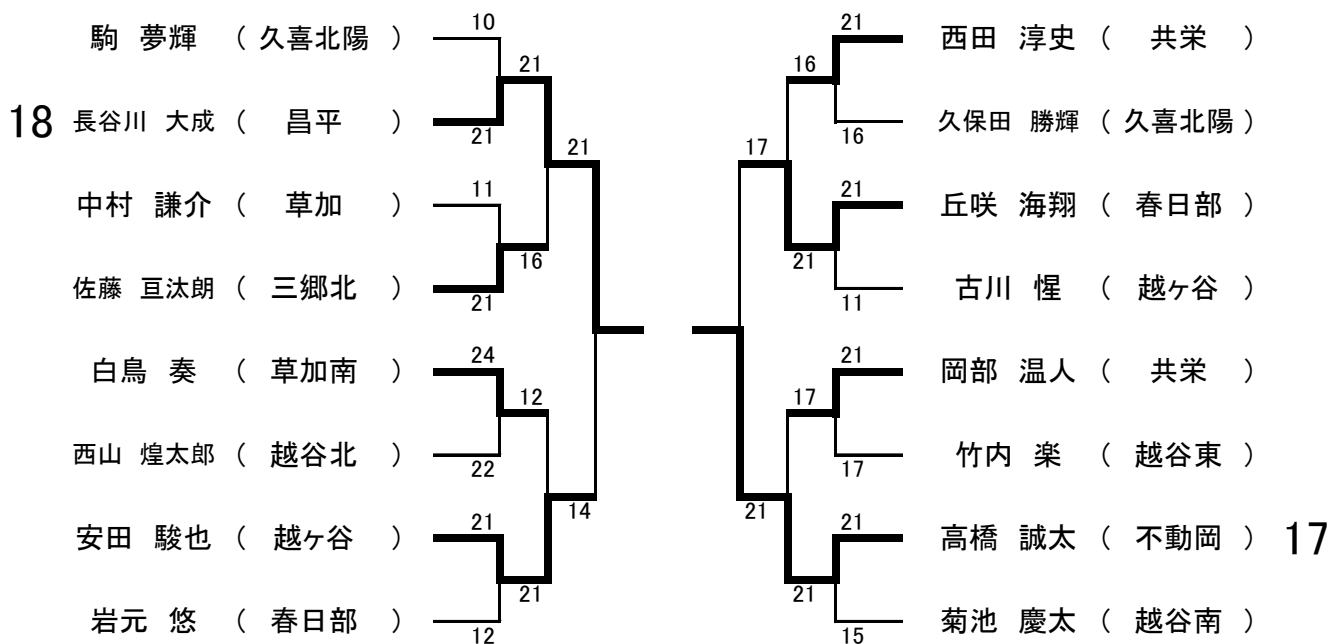 10
駒 夢輝 ( 久喜北陽 )
21
18 長谷川 大成 ( 昌平 )
21
21
11
中村 謙介 ( 草加 )
16
佐藤 亘汰朗 ( 三郷北 )
21
24
白鳥 奏 ( 草加南 )
12
西山 煌太郎 ( 越谷北 )
22
14
21
安田 駿也 ( 越ヶ谷 )
21
岩元 悠 ( 春日部 )
12
21
西田 淳史 ( 共栄 )
16
久保田 勝輝 ( 久喜北陽 )
16
17
21
丘咲 海翔 ( 春日部 )
21
古川 惺 ( 越ヶ谷 )
11
21
岡部 温人 ( 共栄 )
17
竹内 楽 ( 越谷東 )
17
21
21
高橋 誠太 ( 不動岡 ) 17
21
菊池 慶太 ( 越谷南 )
15